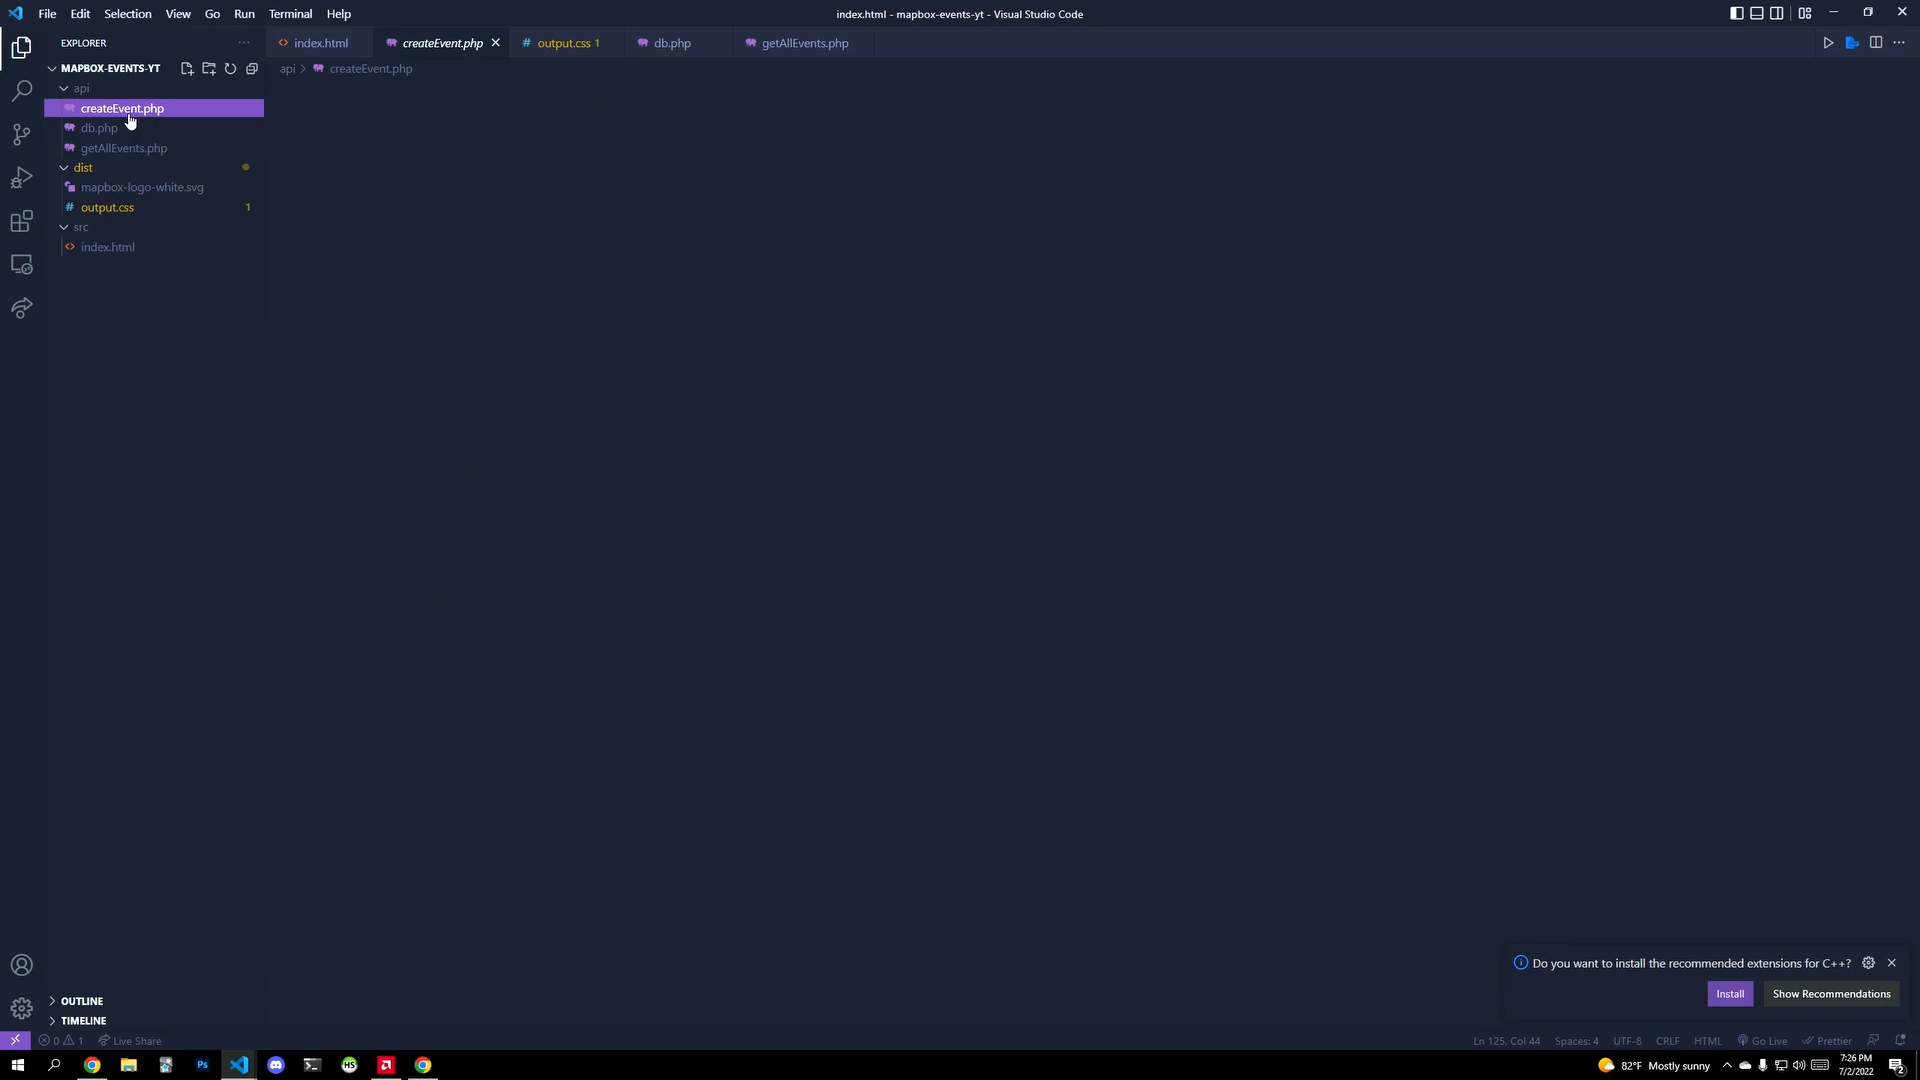 File Edit Selection View Go Run Terminal Help
index.html - mapbox-events-yt - Visual Studio Code
EXPLORER
index.html
createEvent.php
output.css 1
db.php
getAllEvents.php
MAPBOX-EVENTS-YT
api > createEvent.php
api
createEvent.php
db.php
getAllEvents.php
dist
mapbox-logo-white.svg
output.css 1
src
index.html
Do you want to install the recommended extensions for C++?
Install
Show Recommendations
OUTLINE
TIMELINE
0 1 Live Share
Ln 125, Col 44 Spaces: 4 UTF-8 CRLF HTML Go Live Prettier
Ps
HS
82°F Mostly sunny
7:26 PM
7/2/2022
2